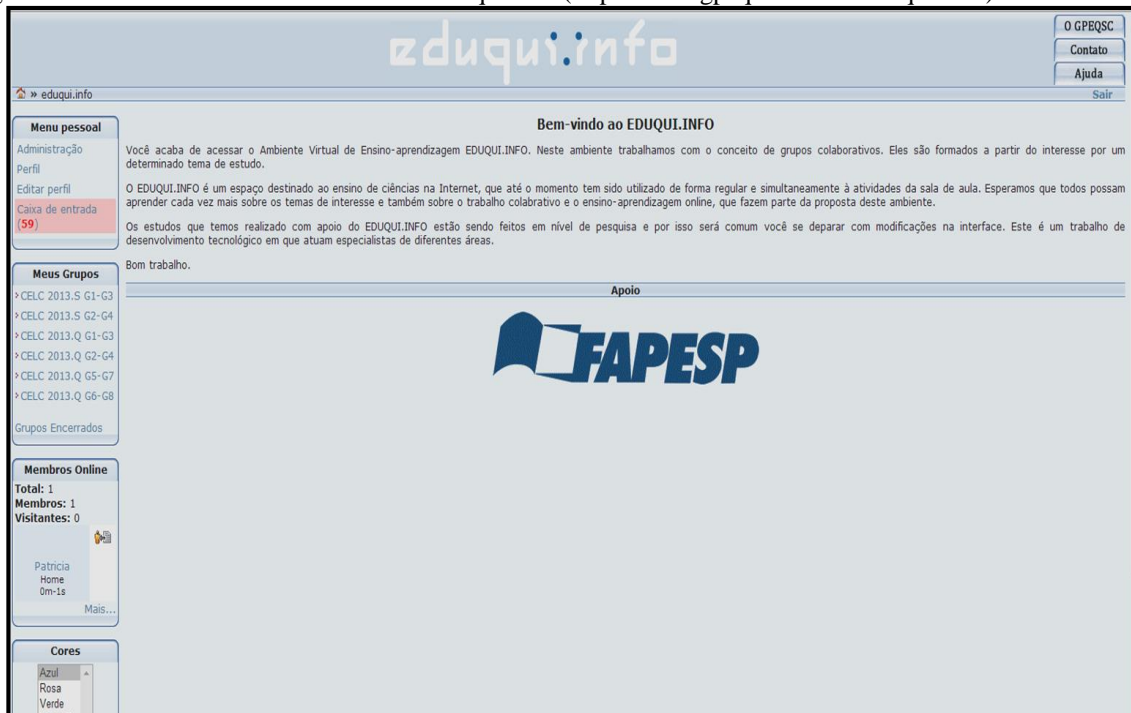 eduqui.info
O GPEQSC
Contato
Ajuda
» eduqui.info
Sair
Menu pessoal
Administração
Perfil
Editar perfil
Caixa de entrada
(59)
Meus Grupos
CELC 2013.S G1-G3
CELC 2013.S G2-G4
CELC 2013.Q G1-G3
CELC 2013.Q G2-G4
CELC 2013.Q G5-G7
CELC 2013.Q G6-G8
Grupos Encerrados
Membros Online
Total: 1
Membros: 1
Visitantes: 0
Patricia
Home
0m-1s
Mais...
Cores
Azul
Rosa
Verde
Bem-vindo ao EDUQUI.INFO
Você acaba de acessar o Ambiente Virtual de Ensino-aprendizagem EDUQUI.INFO. Neste ambiente trabalhamos com o conceito de grupos colaborativos. Eles são formados a partir do interesse por um
determinado tema de estudo.
O EDUQUI.INFO é um espaço destinado ao ensino de ciências na Internet, que até o momento tem sido utilizado de forma regular e simultaneamente à atividades da sala de aula. Esperamos que todos possam
aprender cada vez mais sobre os temas de interesse e também sobre o trabalho colabrativo e o ensino-aprendizagem online, que fazem parte da proposta deste ambiente.
Os estudos que temos realizado com apoio do EDUQUI.INFO estão sendo feitos em nível de pesquisa e por isso será comum você se deparar com modificações na interface. Este é um trabalho de
desenvolvimento tecnológico em que atuam especialistas de diferentes áreas.
Bom trabalho.
Apoio
FAPESP